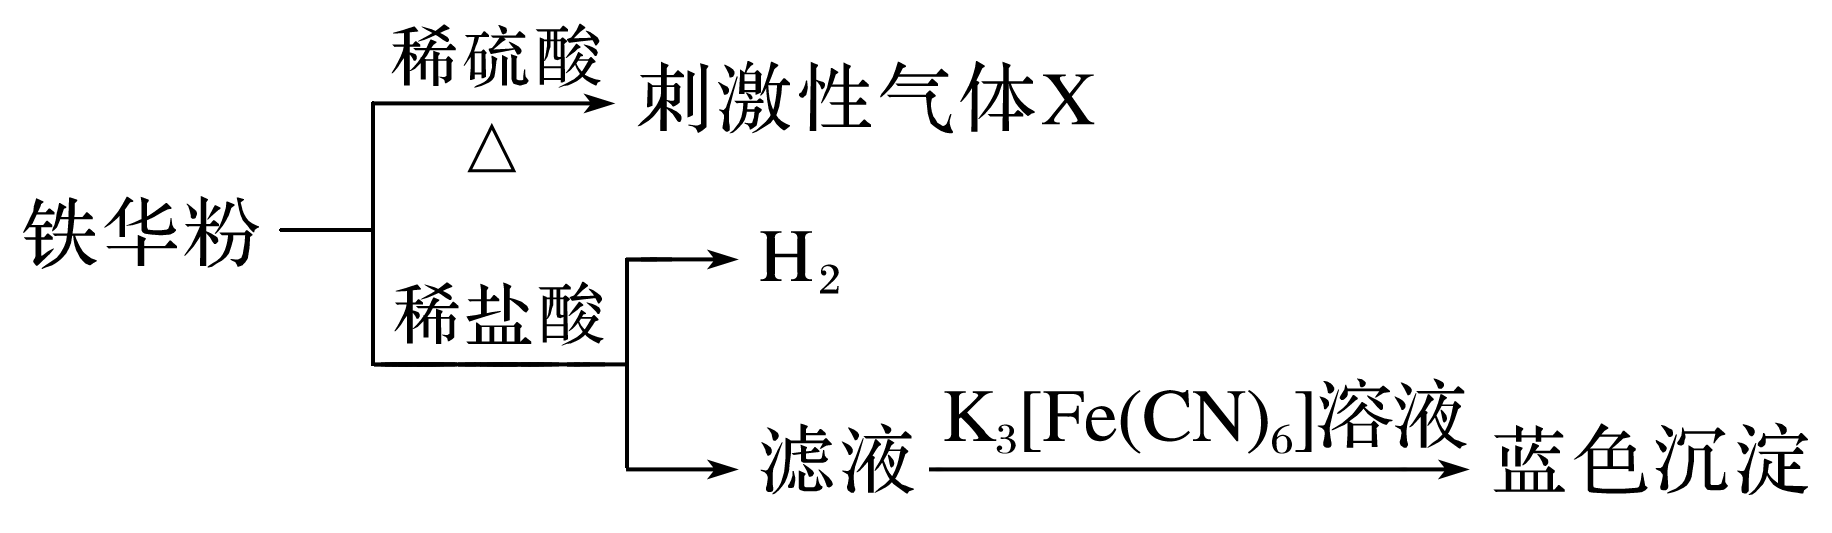 稀硫酸
△
刺激性气体X
铁华粉
H₂
稀盐酸
滤液
K₃[Fe(CN)₆]溶液
蓝色沉淀